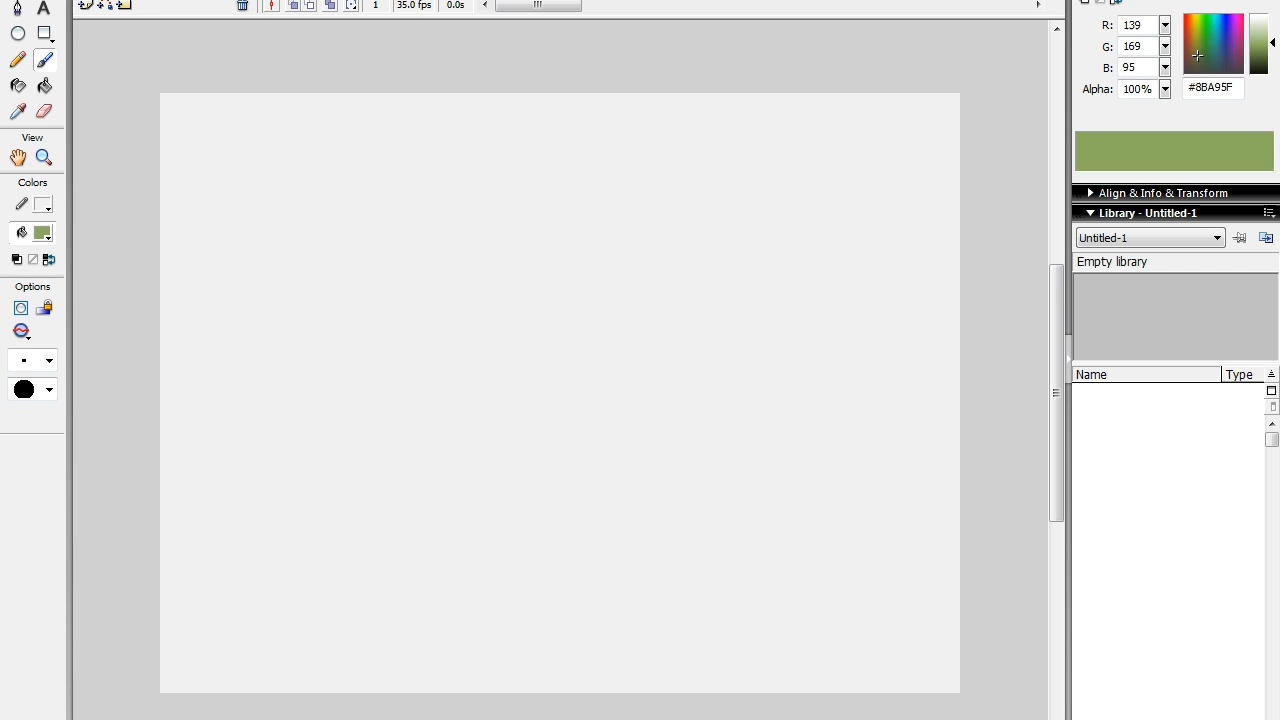 A
1 35.0 fps 0.0s
R: 139
G: 169
B: 95
Alpha: 100% #8BA95F
View
Colors
Align & Info & Transform
Library - Untitled-1
Untitled-1
Empty library
Options
Name Type